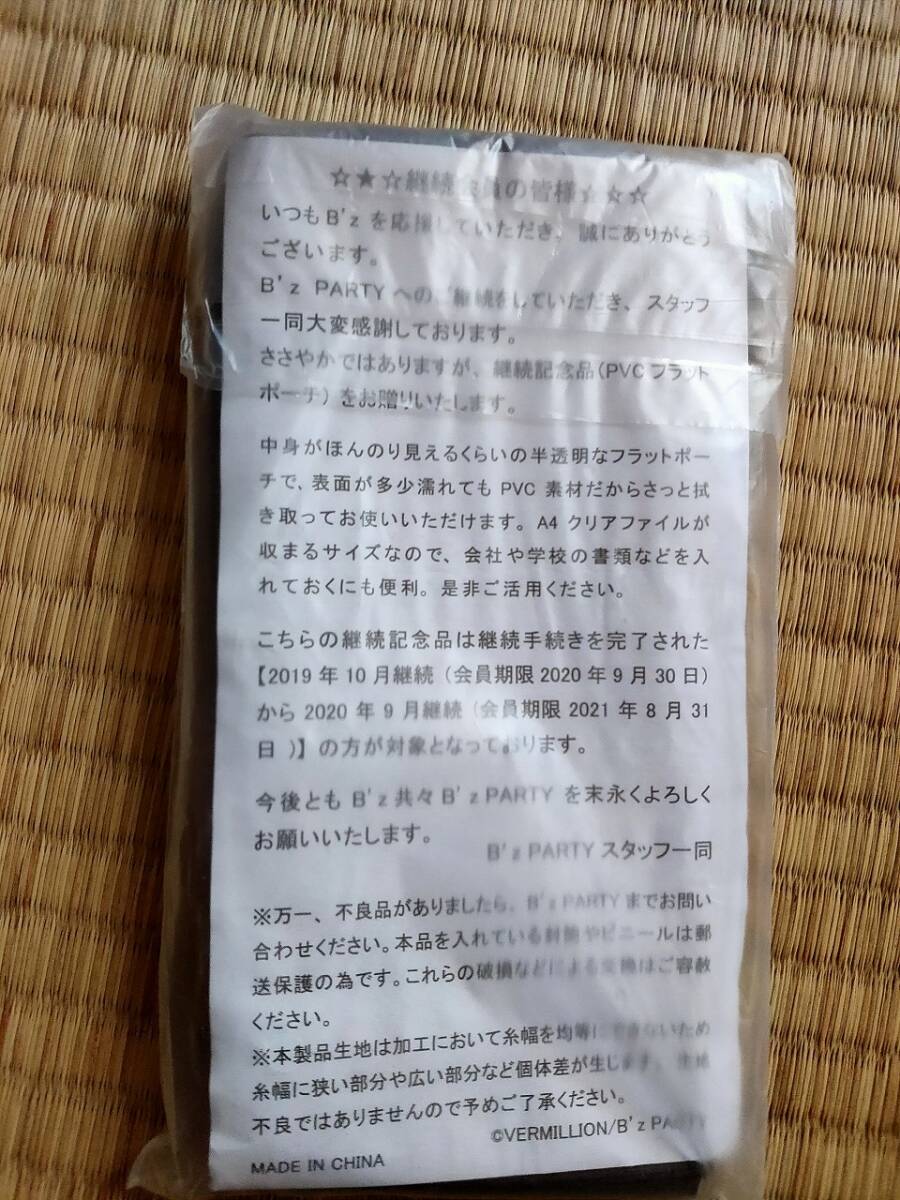 ☆★☆継続会員の皆様☆★☆
いつもB'zを応援していただき、誠にありがとう
ございます。
B'z PARTYへのご継続をしていただき、スタッフ
一同大変感謝しております。
ささやかではありますが、継続記念品(PVCフラット
ポーチ)をお贈りいたします。
中身がほんのり見えるくらいの半透明なフラットポー
チで、表面が多少濡れてもPVC素材だからさっと拭
き取ってお使いいただけます。A4クリアファイルが
収まるサイズなので、会社や学校の書類などを入
れておくにも便利。是非ご活用ください。
こちらの継続記念品は継続手続きを完了された
【2019年10月継続(会員期限2020年9月30日)
から2020年9月継続(会員期限2021年8月31
日)】の方が対象となっております。
今後ともB'z共々B'z PARTYを末永くよろしく
お願いいたします。
B'z PARTYスタッフ一同
※万一、不良品がありましたら、B'z PARTYまでお問い
合わせください。本品を入れている封筒やビニールは郵
送保護の為です。これらの破損などによる交換はご容赦
ください。
※本製品生地は加工において糸幅を均等にできないため
糸幅に狭い部分や広い部分など個体差が生じます。生地
不良ではありませんので予めご了承ください。
©VERMILLION/B'z PARTY
MADE IN CHINA